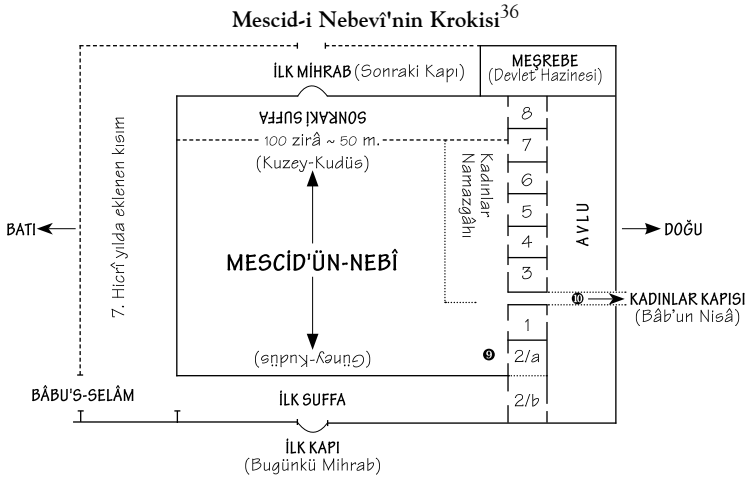 Mescid-i Nebevî'nin Krokisi36
MEŞREBE
(Devlet Hazinesi)
İLK MİHRAB (Sonraki Kapı)
SONRAKİ SUFFA
100 zirâ ~ 50 m.
(Kuzey-Kudüs)
7. Hicrî yılda eklenen kısım
Kadınlar
Namazgâhı
8
7
6
5
4
3
AVLU
BATI
DOĞU
MESCİD'ÜN-NEBÎ
10
KADINLAR KAPISI
(Bâb'un Nisâ)
1
(Güney-Kudüs)
9
2/a
BÂBU'S-SELÂM
İLK SUFFA
2/b
İLK KAPI
(Bugünkü Mihrab)